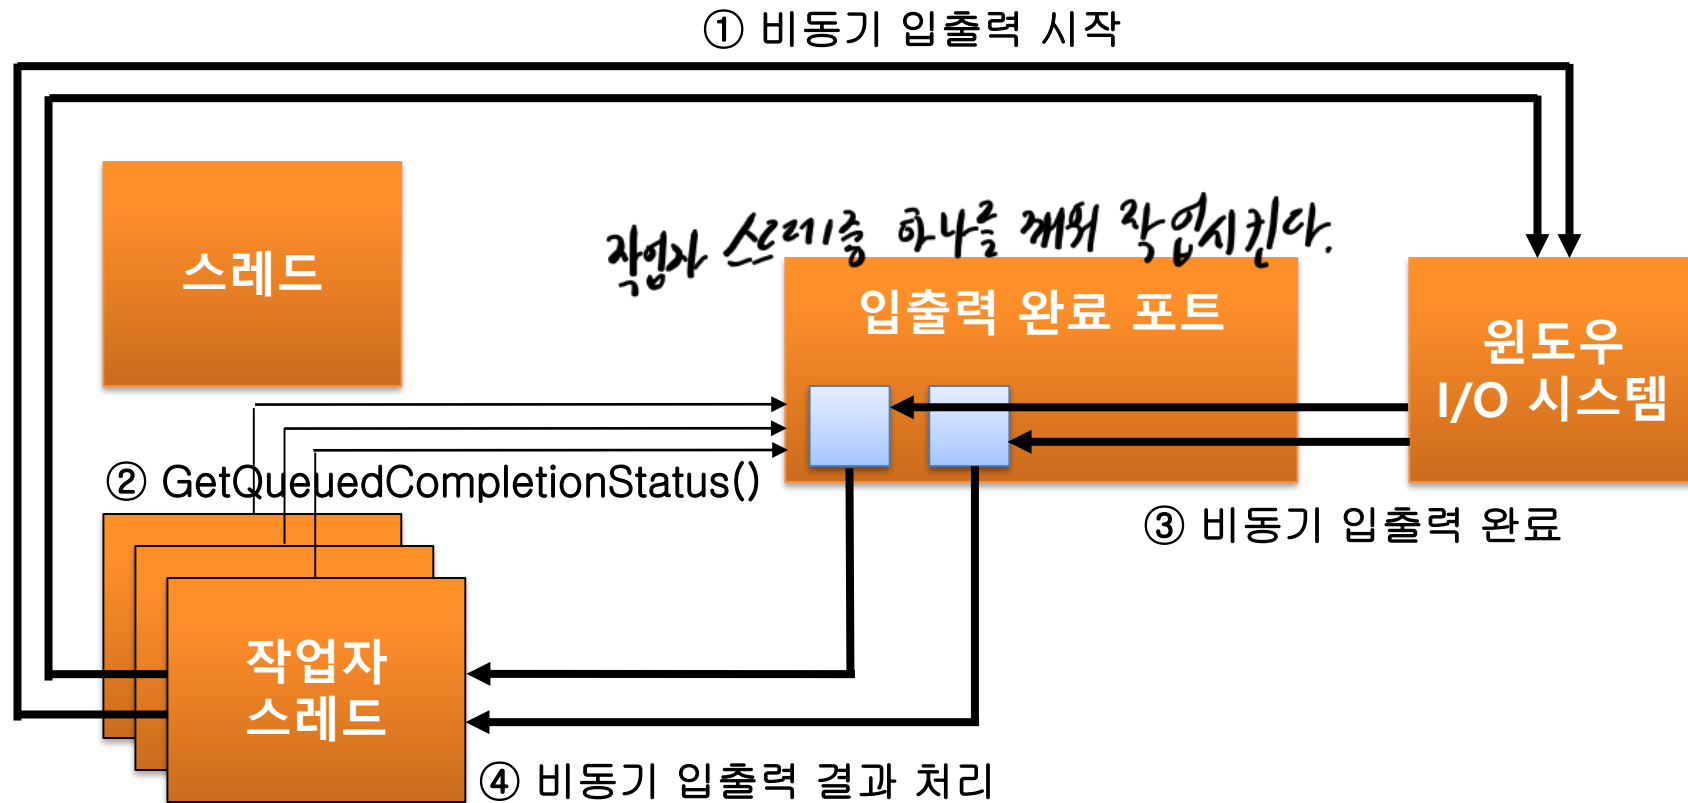 ① 비동기 입출력 시작
스레드
작업자 스레중 하나를 깨워 작업시킨다.
입출력 완료 포트
윈도우
I/O 시스템
② GetQueuedCompletionStatus()
③ 비동기 입출력 완료
작업자
스레드
④ 비동기 입출력 결과 처리